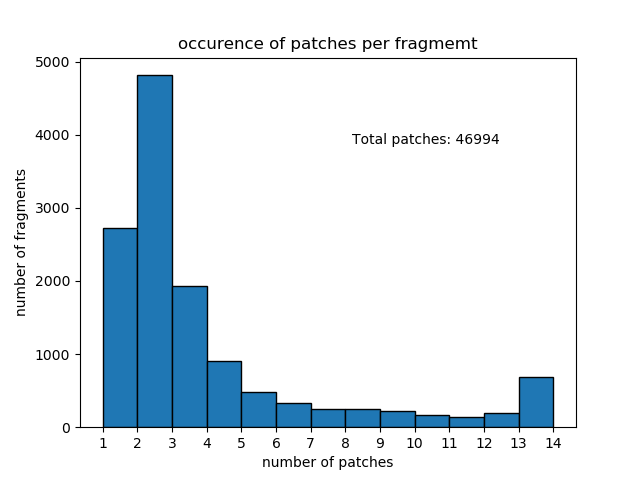 occurence of patches per fragmemt
5000
4000
3000
2000
1000
0
number of fragments
Total patches: 46994
1 2 3 4 5 6 7 8 9 10 11 12 13 14
number of patches